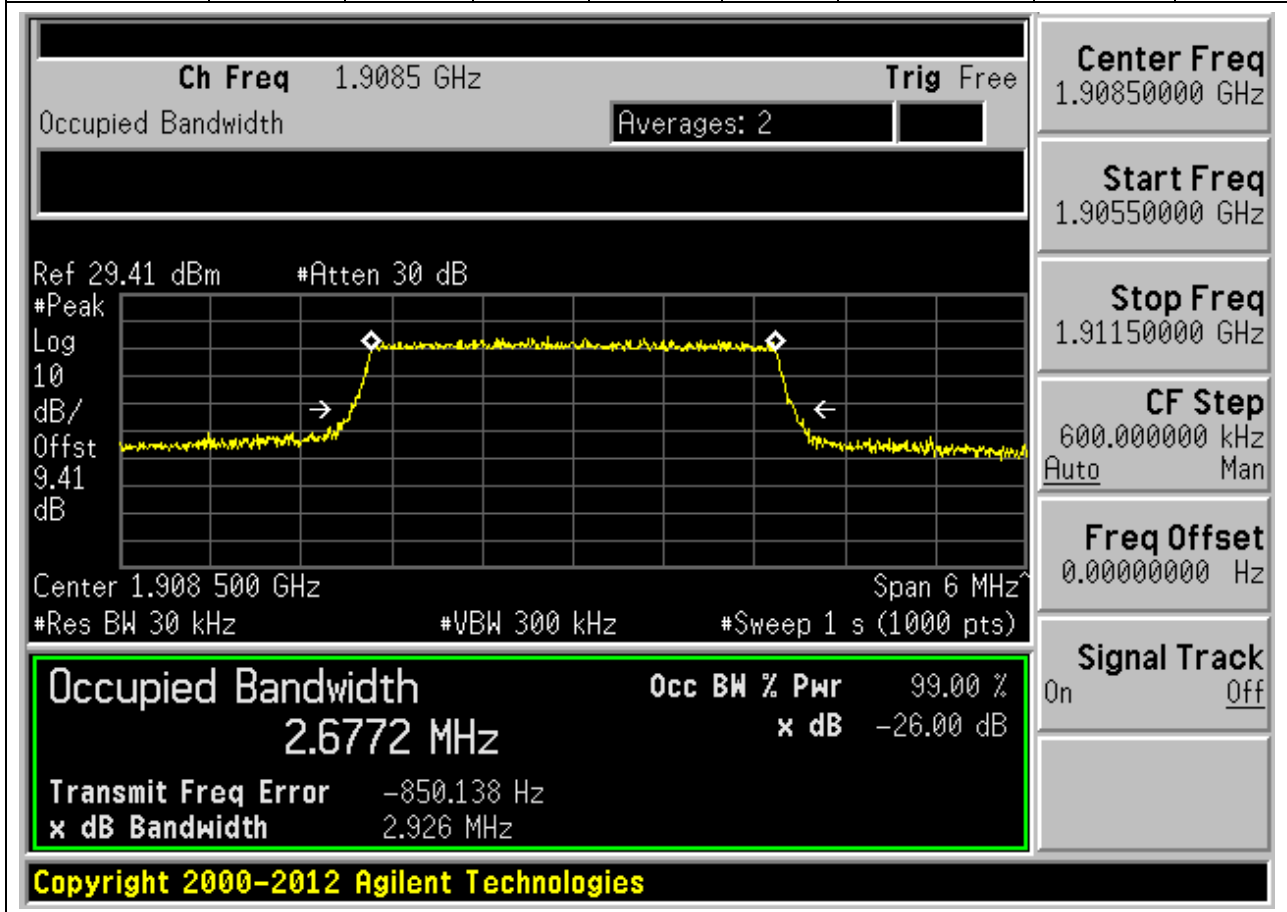 Ch Freq 1.9085 GHz Trig Free
Occupied Bandwidth Averages: 2
Ref 29.41 dBm #Atten 30 dB
#Peak
Log
10
dB/
Offst
9.41
dB
Center 1.908 500 GHz Span 6 MHz^
#Res BW 30 kHz #VBW 300 kHz #Sweep 1 s (1000 pts)
Occupied Bandwidth Occ BW % Pwr 99.00 %
2.6772 MHz x dB -26.00 dB
Transmit Freq Error -850.138 Hz
x dB Bandwidth 2.926 MHz
Copyright 2000-2012 Agilent Technologies
Center Freq
1.90850000 GHz
Start Freq
1.90550000 GHz
Stop Freq
1.91150000 GHz
CF Step
600.000000 kHz
Auto Man
Freq Offset
0.00000000 Hz
Signal Track
On Off